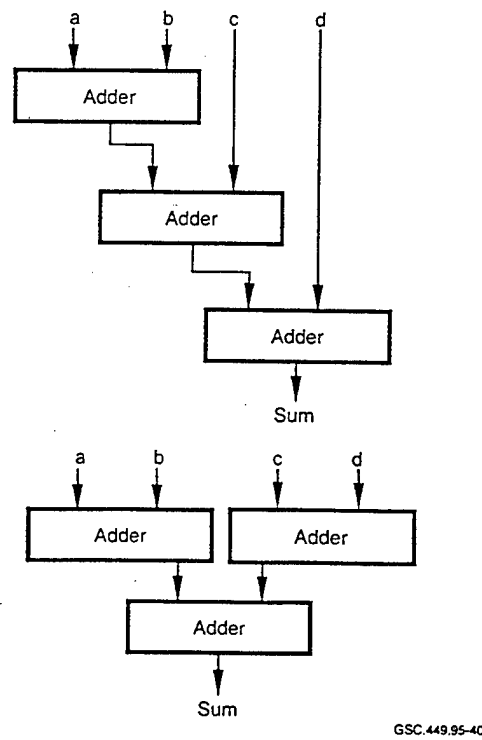 a b c d
Adder
Adder
Adder
Sum
a b c d
Adder Adder
Adder
Sum
GSC.449.95-40